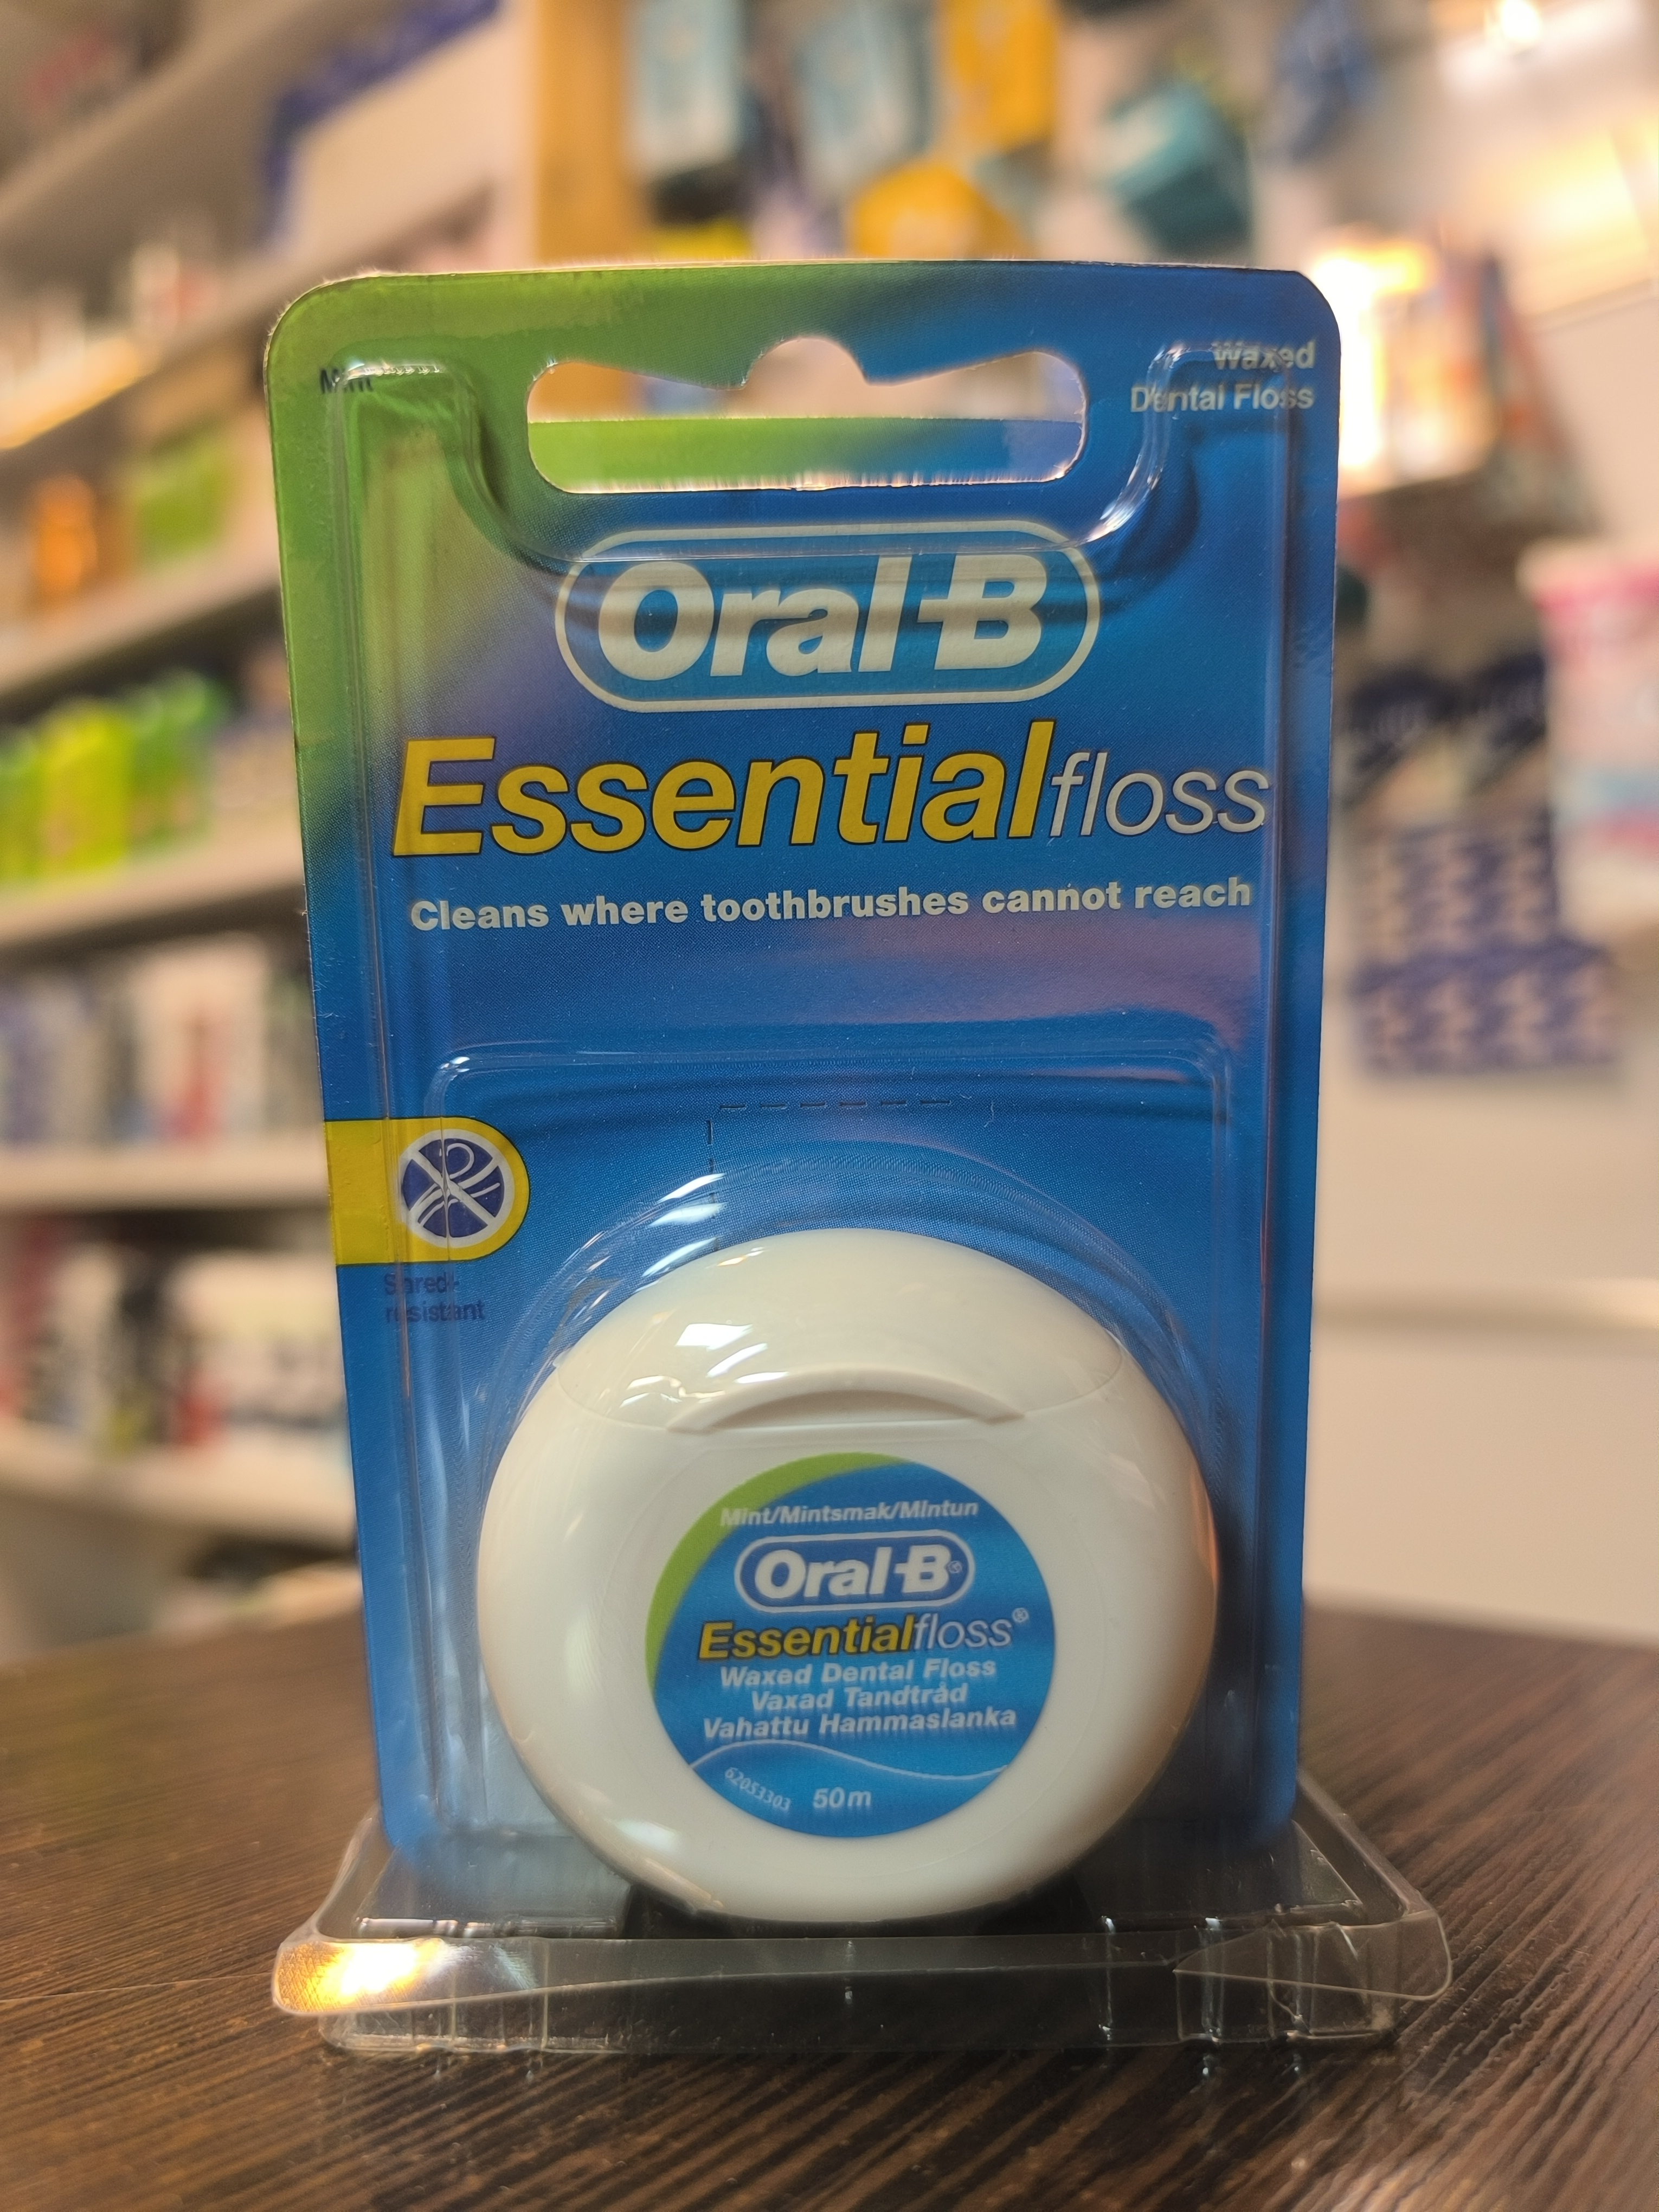 Mint
Waxed
Dental Floss
Oral-B
Essentialfloss
Cleans where toothbrushes cannot reach
Shred-
resistant
Mint/Mintsmak/Mintun
Oral-B
Essentialfloss®
Waxed Dental Floss
Vaxad Tandtråd
Vahattu Hammaslanka
62053303
50m